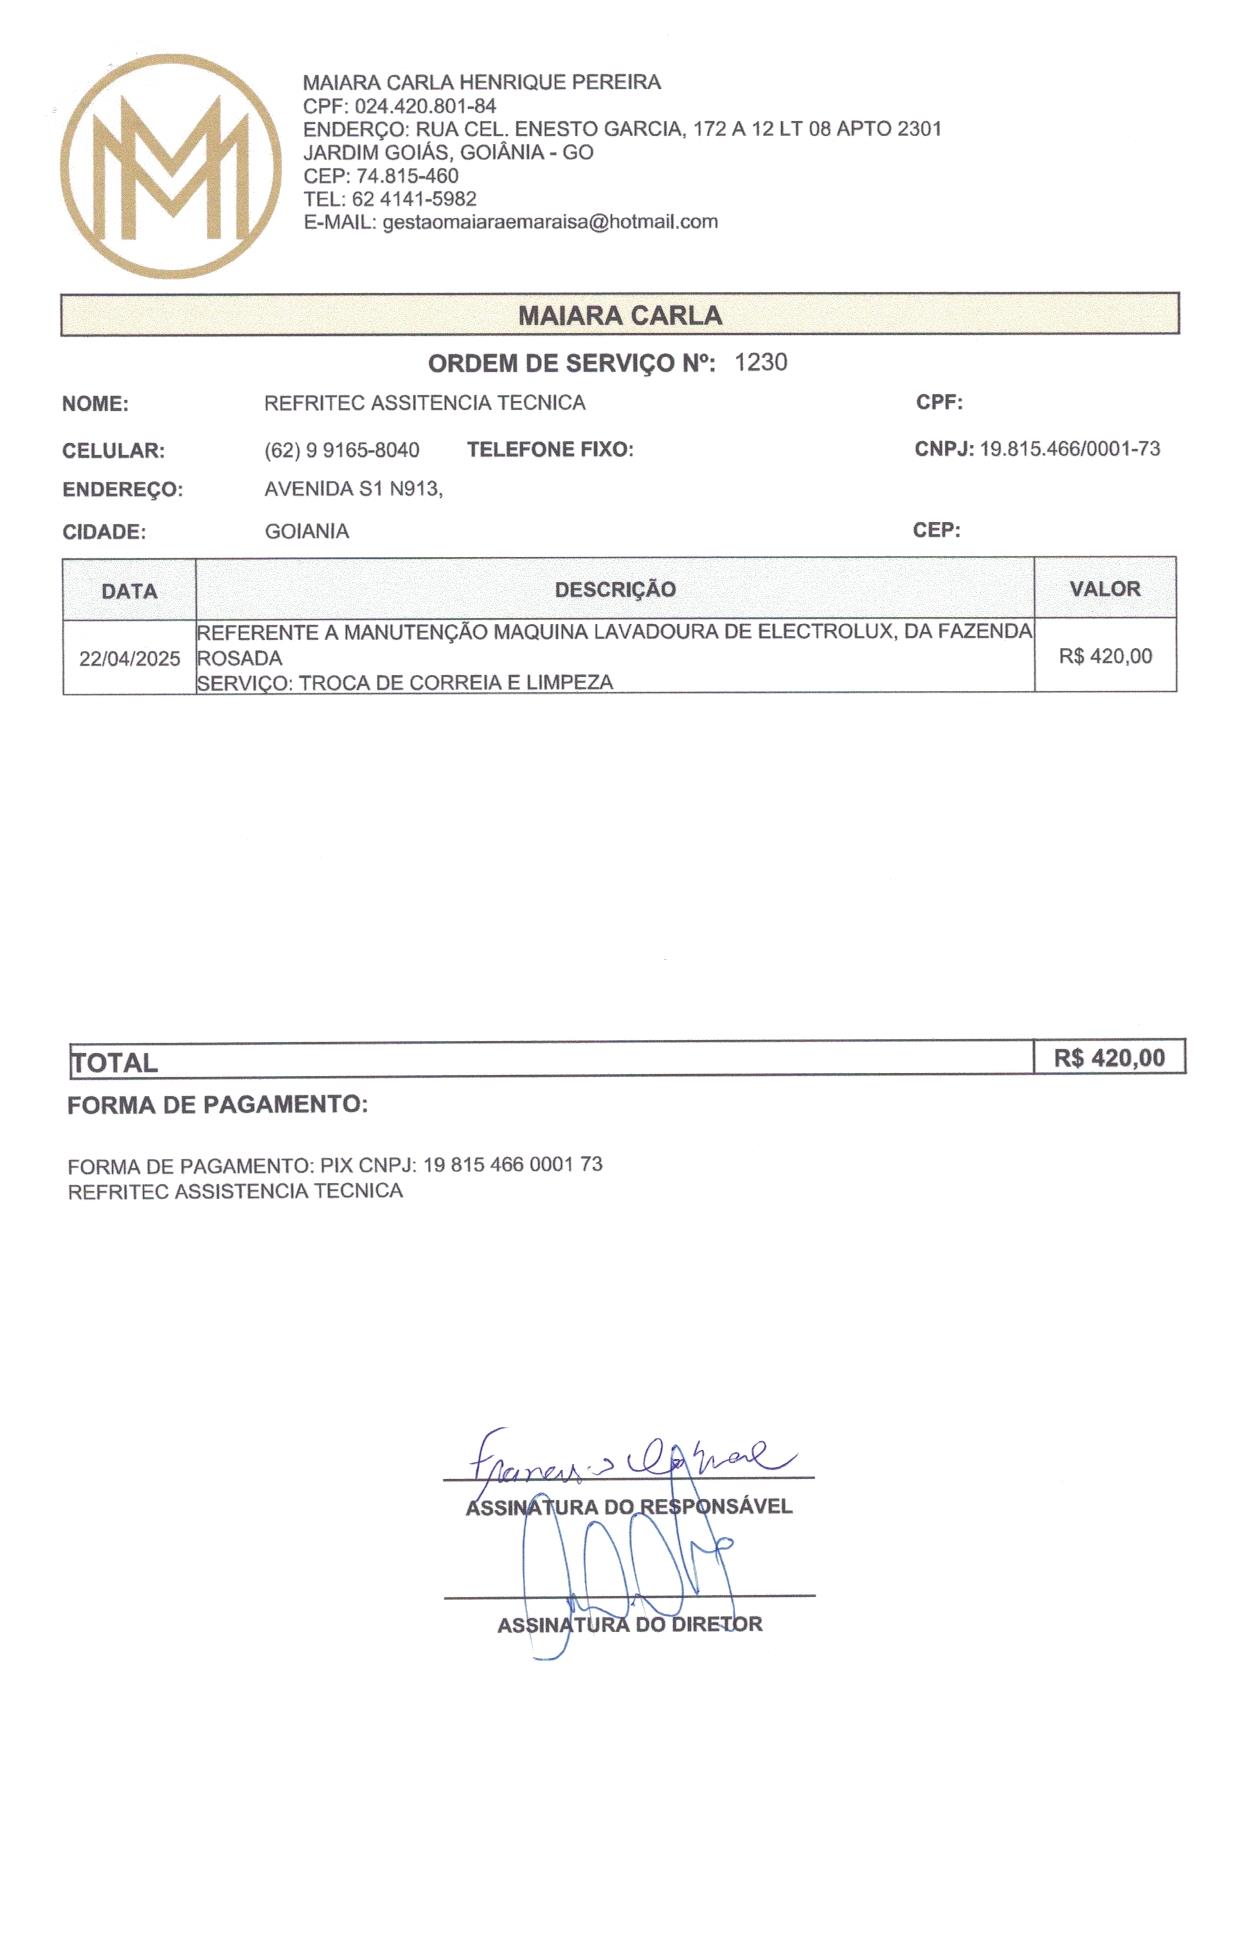 MAIARA CARLA HENRIQUE PEREIRA
CPF: 024.420.801-84
ENDERÇO: RUA CEL. ENESTO GARCIA, 172 A 12 LT 08 APTO 2301
JARDIM GOIÁS, GOIÂNIA - GO
CEP: 74.815-460
TEL: 62 4141-5982
E-MAIL: gestaomaiaraemaraisa@hotmail.com
MAIARA CARLA
ORDEM DE SERVIÇO Nº: 1230
NOME: REFRITEC ASSITENCIA TECNICA CPF:
CELULAR: (62) 9 9165-8040 TELEFONE FIXO: CNPJ: 19.815.466/0001-73
ENDEREÇO: AVENIDA S1 N913,
CIDADE: GOIANIA CEP:
DATA DESCRIÇÃO VALOR
REFERENTE A MANUTENÇÃO MAQUINA LAVADOURA DE ELECTROLUX, DA FAZENDA
22/04/2025 ROSADA R$ 420,00
SERVIÇO: TROCA DE CORREIA E LIMPEZA
TOTAL R$ 420,00
FORMA DE PAGAMENTO:
FORMA DE PAGAMENTO: PIX CNPJ: 19 815 466 0001 73
REFRITEC ASSISTENCIA TECNICA
ASSINATURA DO RESPONSÁVEL
ASSINATURA DO DIRETOR